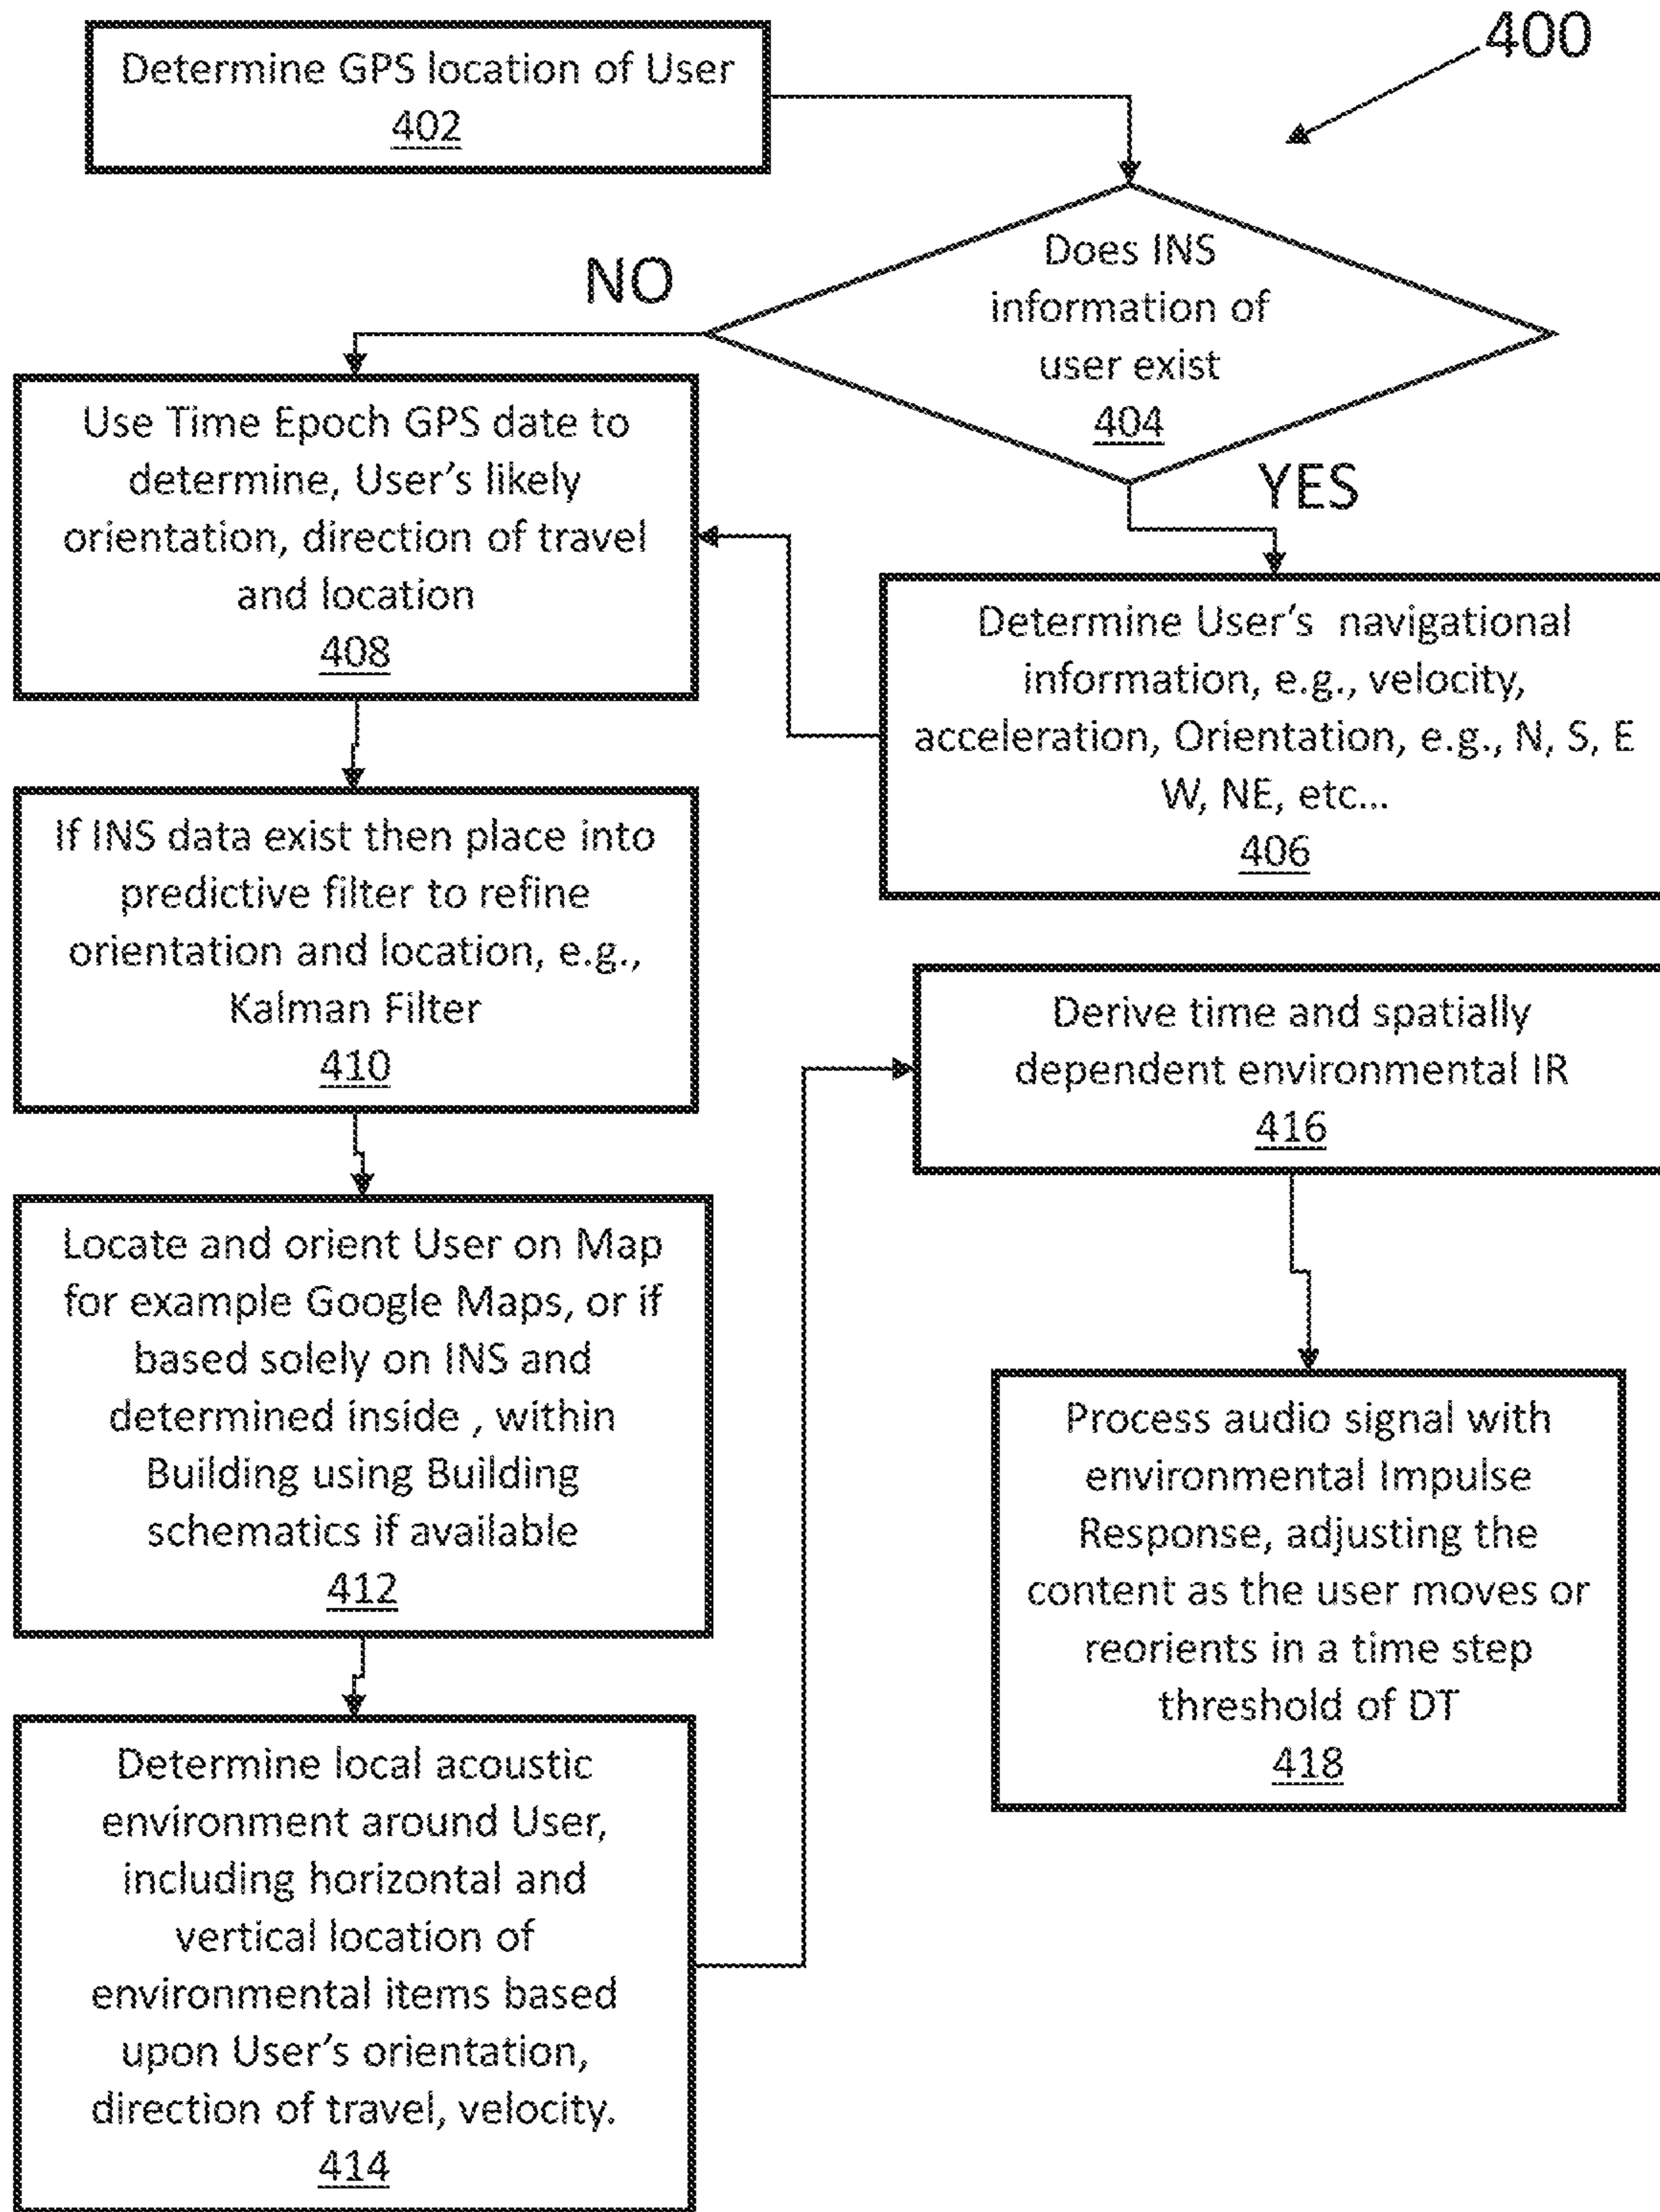 400
Determine GPS location of User
402
Does INS
information of
user exist
404
NO
YES
Use Time Epoch GPS date to
determine, User's likely
orientation, direction of travel
and location
408
Determine User's navigational
information, e.g., velocity,
acceleration, Orientation, e.g., N, S, E
W, NE, etc...
406
If INS data exist then place into
predictive filter to refine
orientation and location, e.g.,
Kalman Filter
410
Locate and orient User on Map
for example Google Maps, or if
based solely on INS and
determined inside , within
Building using Building
schematics if available
412
Determine local acoustic
environment around User,
including horizontal and
vertical location of
environmental items based
upon User's orientation,
direction of travel, velocity.
414
Derive time and spatially
dependent environmental IR
416
Process audio signal with
environmental Impulse
Response, adjusting the
content as the user moves or
reorients in a time step
threshold of DT
418